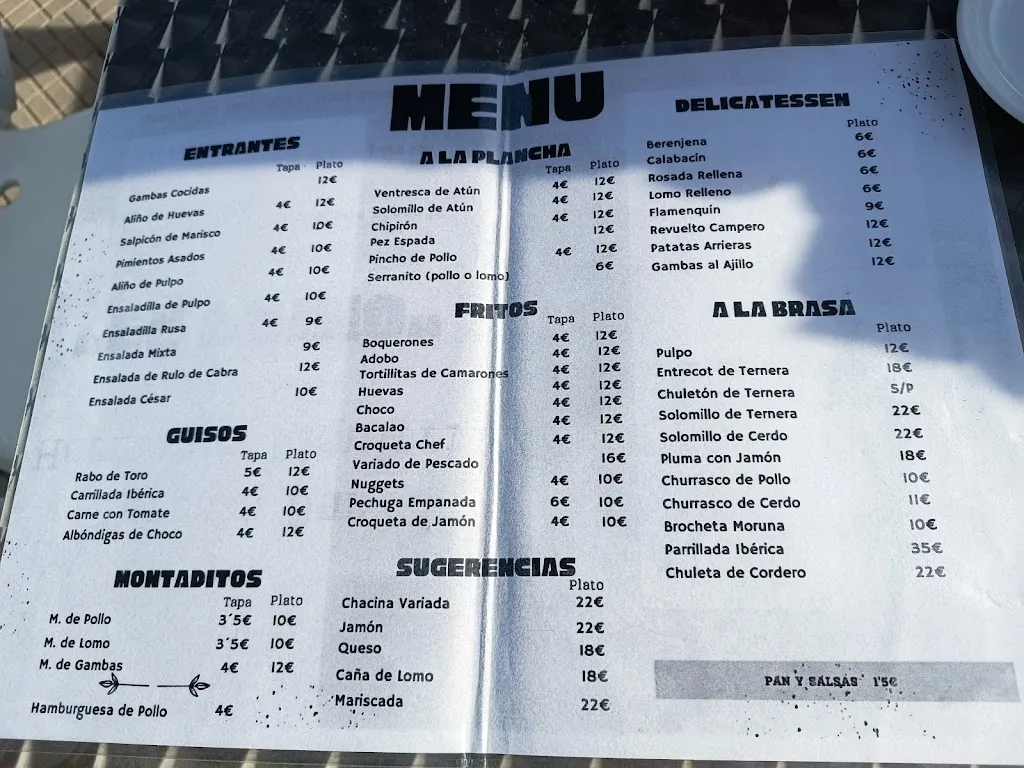 MENU
ENTRANTES
Tapa Plato
Gambas Cocidas 12€
Aliño de Huevas 4€ 12€
Salpicón de Marisco 4€ 10€
Pimientos Asados 4€ 10€
Aliño de Pulpo 4€ 10€
Ensaladilla de Pulpo 4€ 10€
Ensaladilla Rusa 4€ 9€
Ensalada Mixta 9€
Ensalada de Rulo de Cabra 12€
Ensalada César 10€
GUISOS
Tapa Plato
Rabo de Toro 5€ 12€
Carrillada Ibérica 4€ 10€
Carne con Tomate 4€ 10€
Albóndigas de Choco 4€ 12€
MONTADITOS
Tapa Plato
M. de Pollo 3´5€ 10€
M. de Lomo 3´5€ 10€
M. de Gambas 4€ 12€
Hamburguesa de Pollo 4€
A LA PLANCHA
Tapa Plato
Ventresca de Atún 4€ 12€
Solomillo de Atún 4€ 12€
Chipirón 4€ 12€
Pez Espada 12€
Pincho de Pollo 4€ 12€
Serranito (pollo o lomo) 6€
FRITOS
Tapa Plato
Boquerones 4€ 12€
Adobo 4€ 12€
Tortillitas de Camarones 4€ 12€
Huevas 4€ 12€
Choco 4€ 12€
Bacalao 4€ 12€
Croqueta Chef 4€ 12€
Variado de Pescado 16€
Nuggets 4€ 10€
Pechuga Empanada 6€ 10€
Croqueta de Jamón 4€ 10€
SUGERENCIAS
Plato
Chacina Variada 22€
Jamón 22€
Queso 18€
Caña de Lomo 18€
Mariscada 22€
DELICATESSEN
Plato
Berenjena 6€
Calabacín 6€
Rosada Rellena 6€
Lomo Relleno 6€
Flamenquín 9€
Revuelto Campero 12€
Patatas Arrieras 12€
Gambas al Ajillo 12€
A LA BRASA
Plato
Pulpo 12€
Entrecot de Ternera 18€
Chuletón de Ternera S/P
Solomillo de Ternera 22€
Solomillo de Cerdo 22€
Pluma con Jamón 18€
Churrasco de Pollo 10€
Churrasco de Cerdo 11€
Brocheta Moruna 10€
Parrillada Ibérica 35€
Chuleta de Cordero 22€
PAN Y SALSAS 1'5€